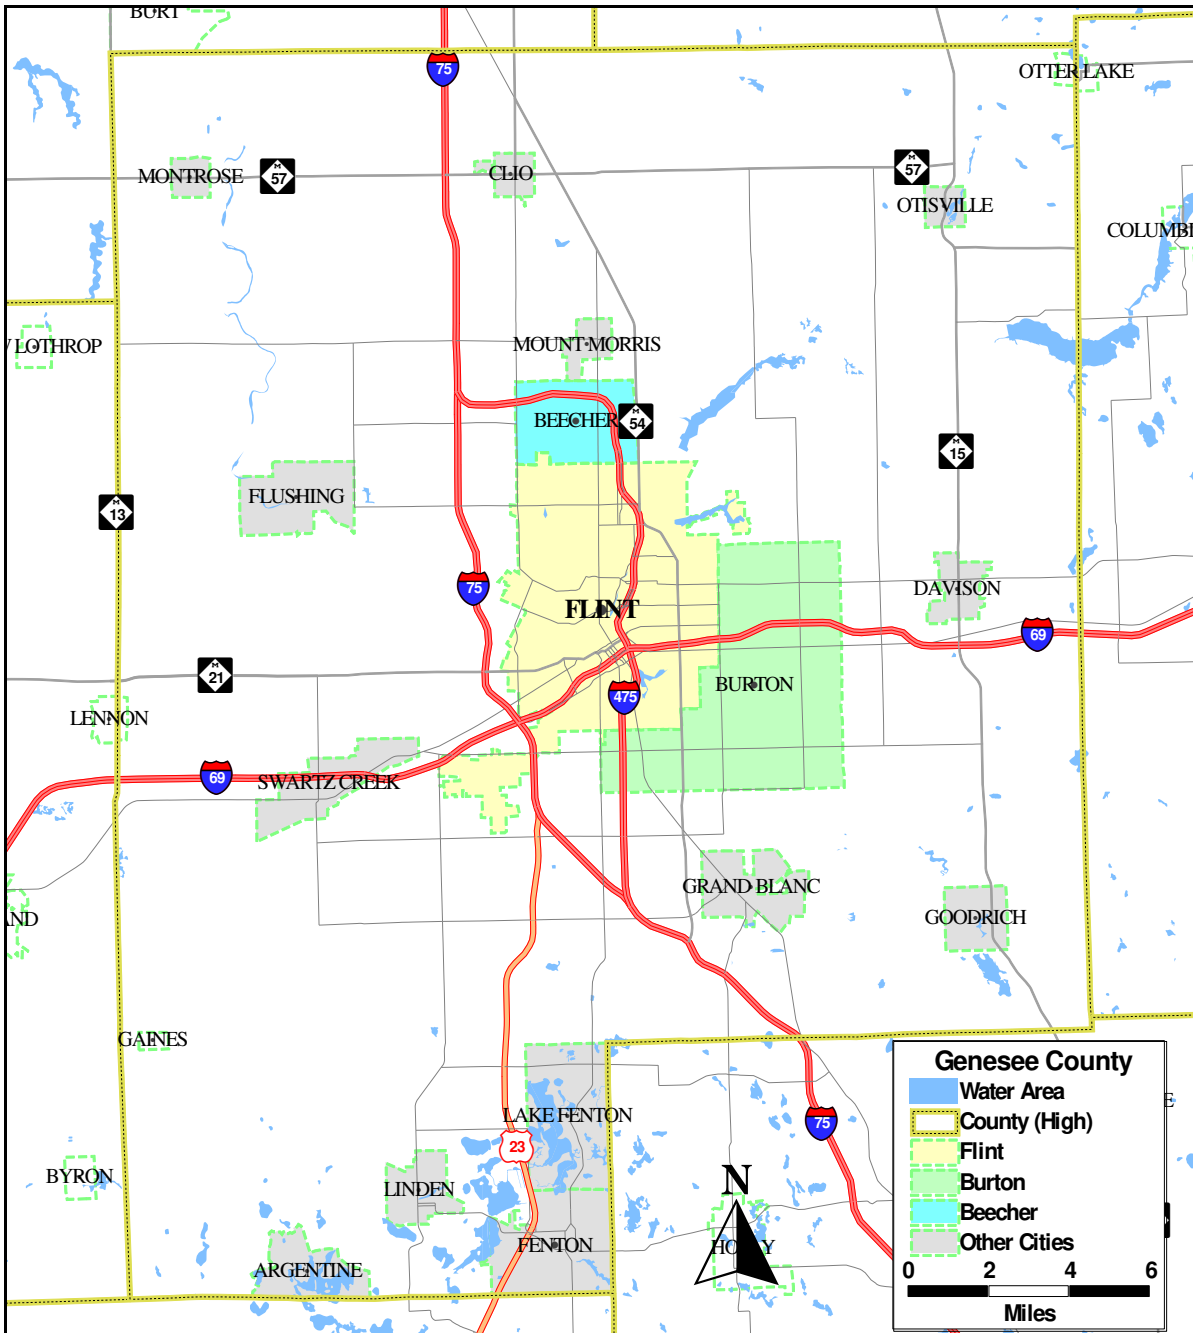 BURT
75
OTTER LAKE
M
57
MONTROSE
M
57
CLIO
OTISVILLE
LOTHROP
MOUNT MORRIS
BEECHER
M
54
M
15
FLUSHING
M
13
75
DAVISON
FLINT
69
M
21
BURTON
475
LENNON
69
SWARTZ CREEK
GRAND BLANC
GOODRICH
GAINES
LAKE FENTON
75
23
BYRON
LINDEN
FENTON
ARGENTINE
N
Genesee County
Water Area
County (High)
Flint
Burton
Beecher
Other Cities
0 2 4 6
Miles